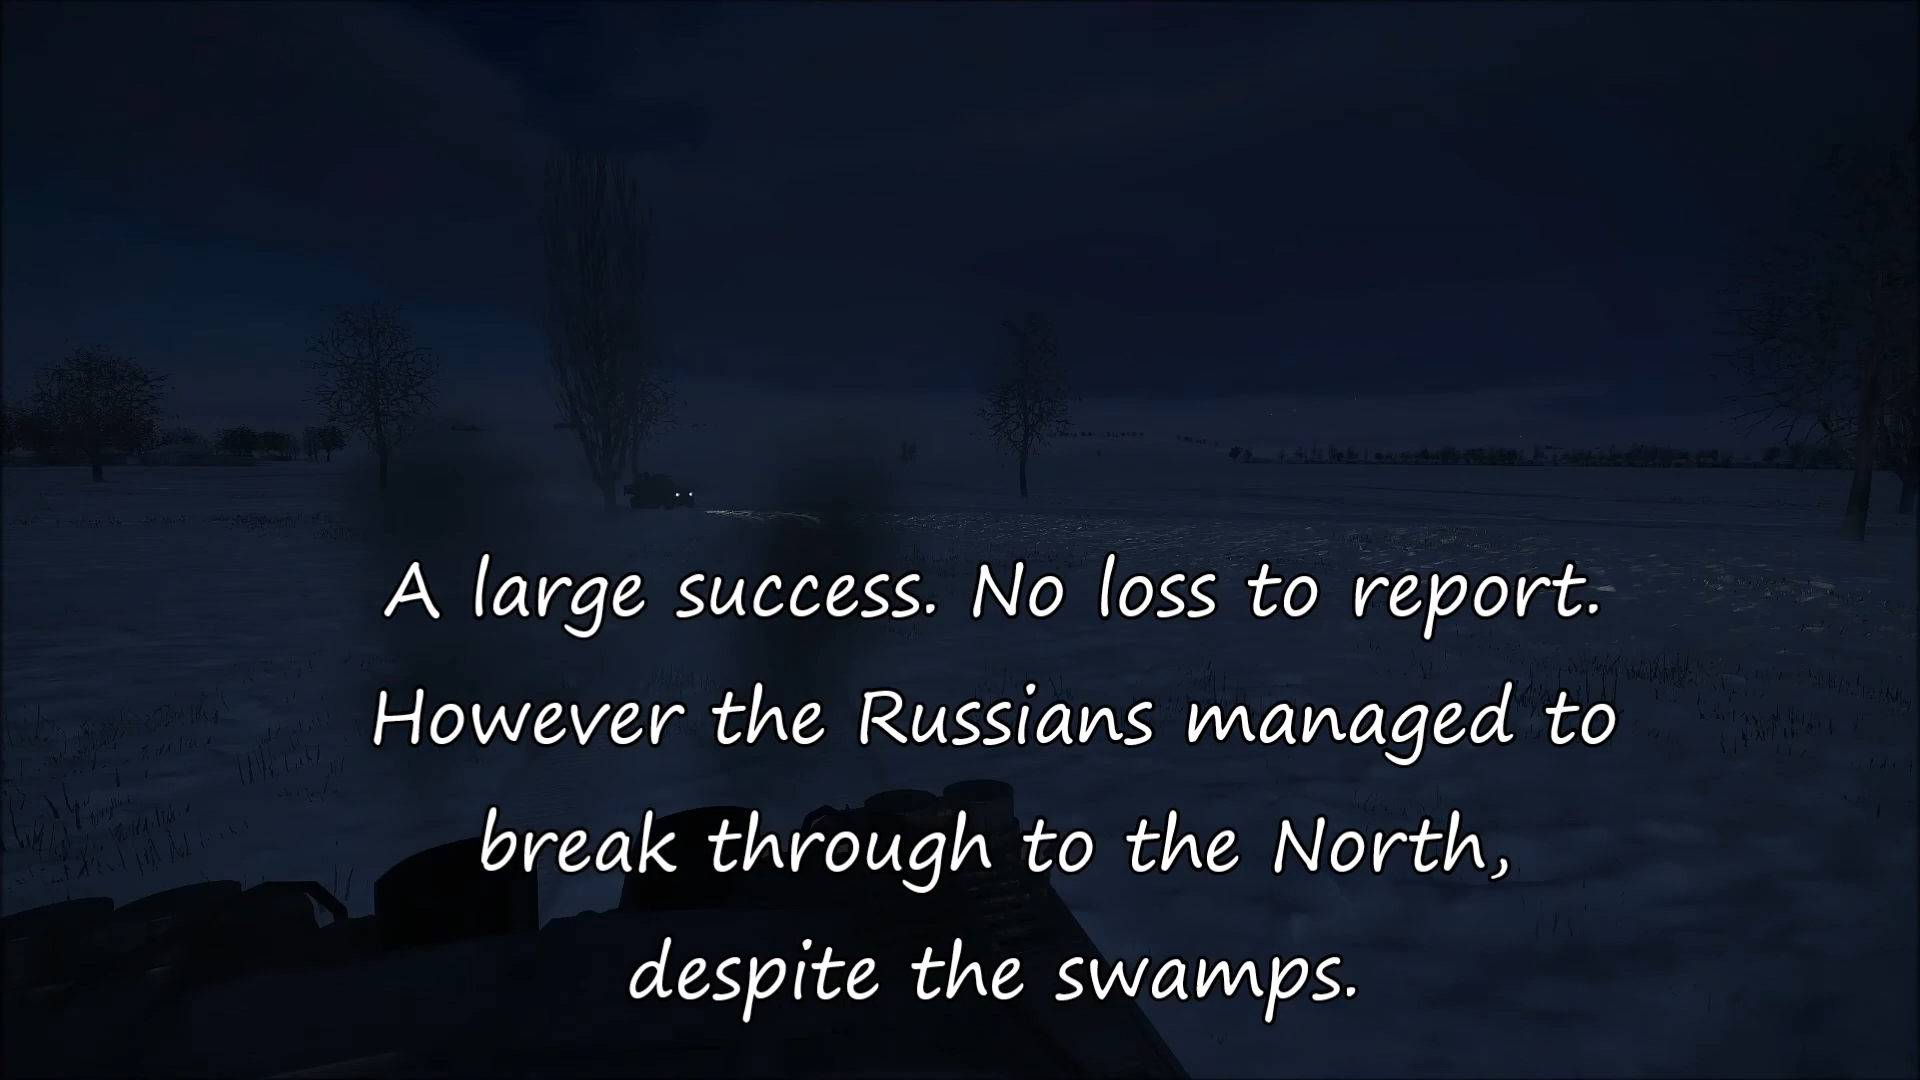 A large success. No loss to report.
However the Russians managed to
break through to the North,
despite the swamps.